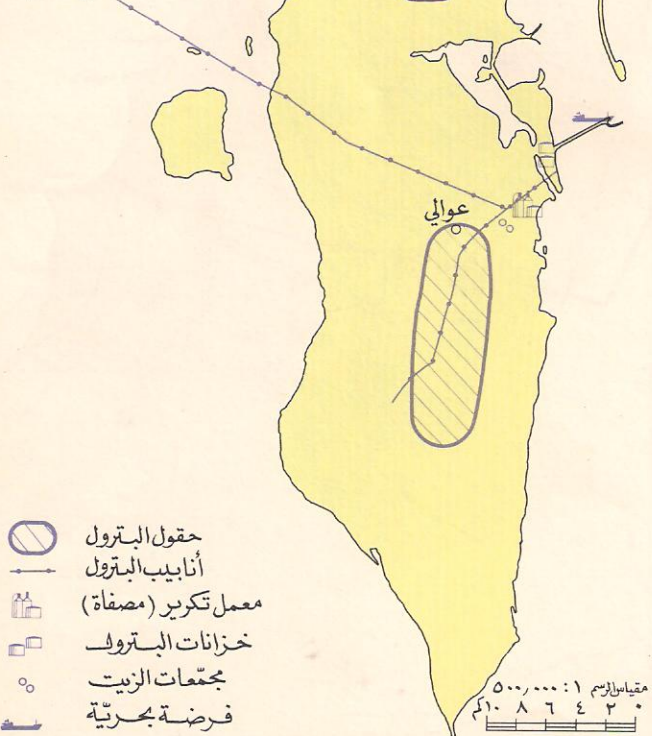 عوالي
حقول البترول
أنابيب البترول
معمل تكرير (مصفاة)
خزانات البترول
مجمّعات الزيت
فرضة بحريّة
مقياس الرسم ١ : ٥٠٠,٠٠٠
٠ ٢ ٤ ٦ ٨ ١٠كم